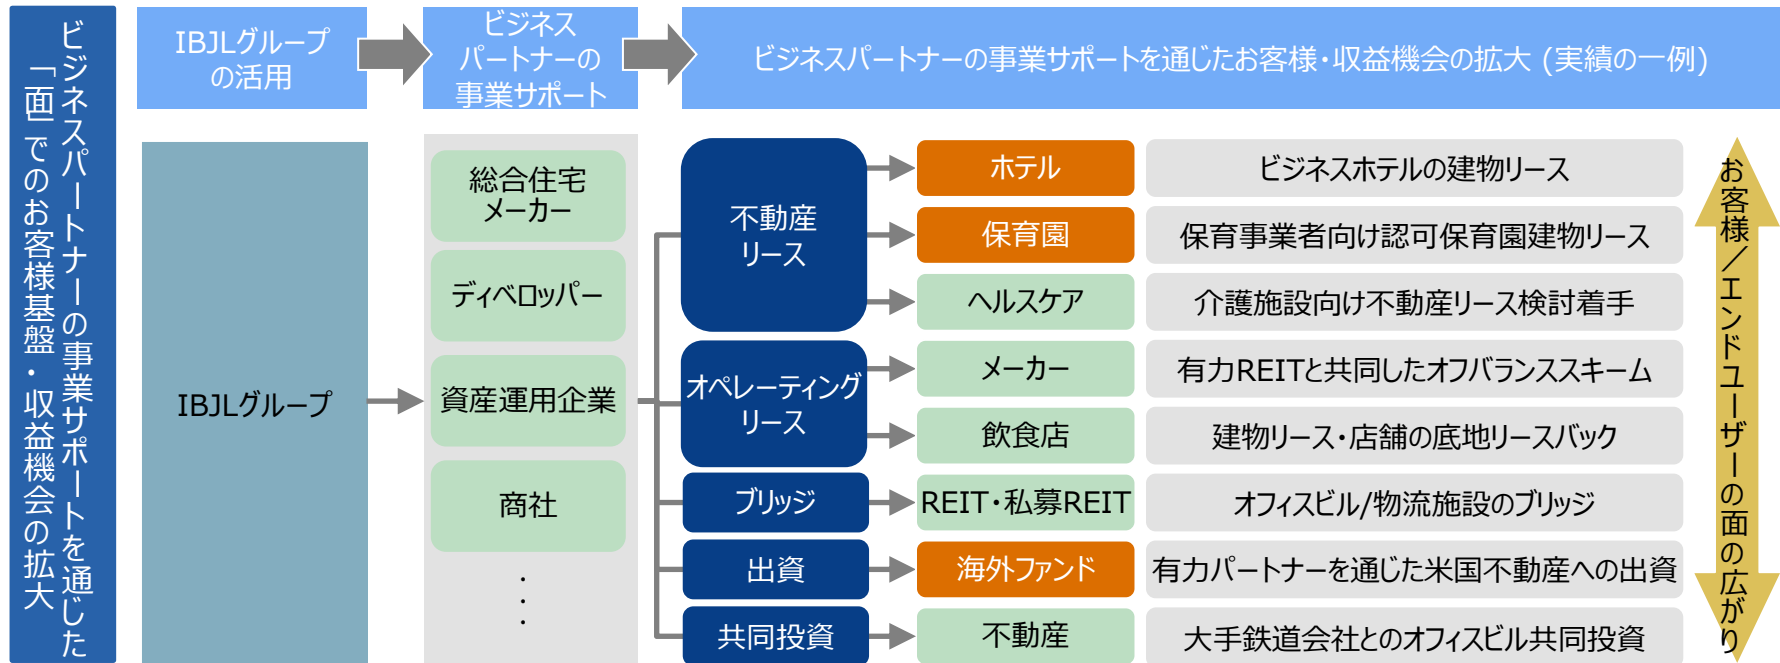 ビジネスパートナーの事業サポートを通じた
「面」でのお客様基盤・収益機会の拡大
IBJLグループ
の活用
ビジネス
パートナーの
事業サポート
ビジネスパートナーの事業サポートを通じたお客様・収益機会の拡大 (実績の一例)
IBJLグループ
総合住宅
メーカー
ディベロッパー
資産運用企業
商社
・
・
・
不動産
リース
ホテル
ビジネスホテルの建物リース
保育園
保育事業者向け認可保育園建物リース
ヘルスケア
介護施設向け不動産リース検討着手
オペレーティング
リース
メーカー
有力REITと共同したオフバランススキーム
飲食店
建物リース・店舗の底地リースバック
ブリッジ
REIT・私募REIT
オフィスビル/物流施設のブリッジ
出資
海外ファンド
有力パートナーを通じた米国不動産への出資
共同投資
不動産
大手鉄道会社とのオフィスビル共同投資
お客様／エンドユーザーの面の広がり